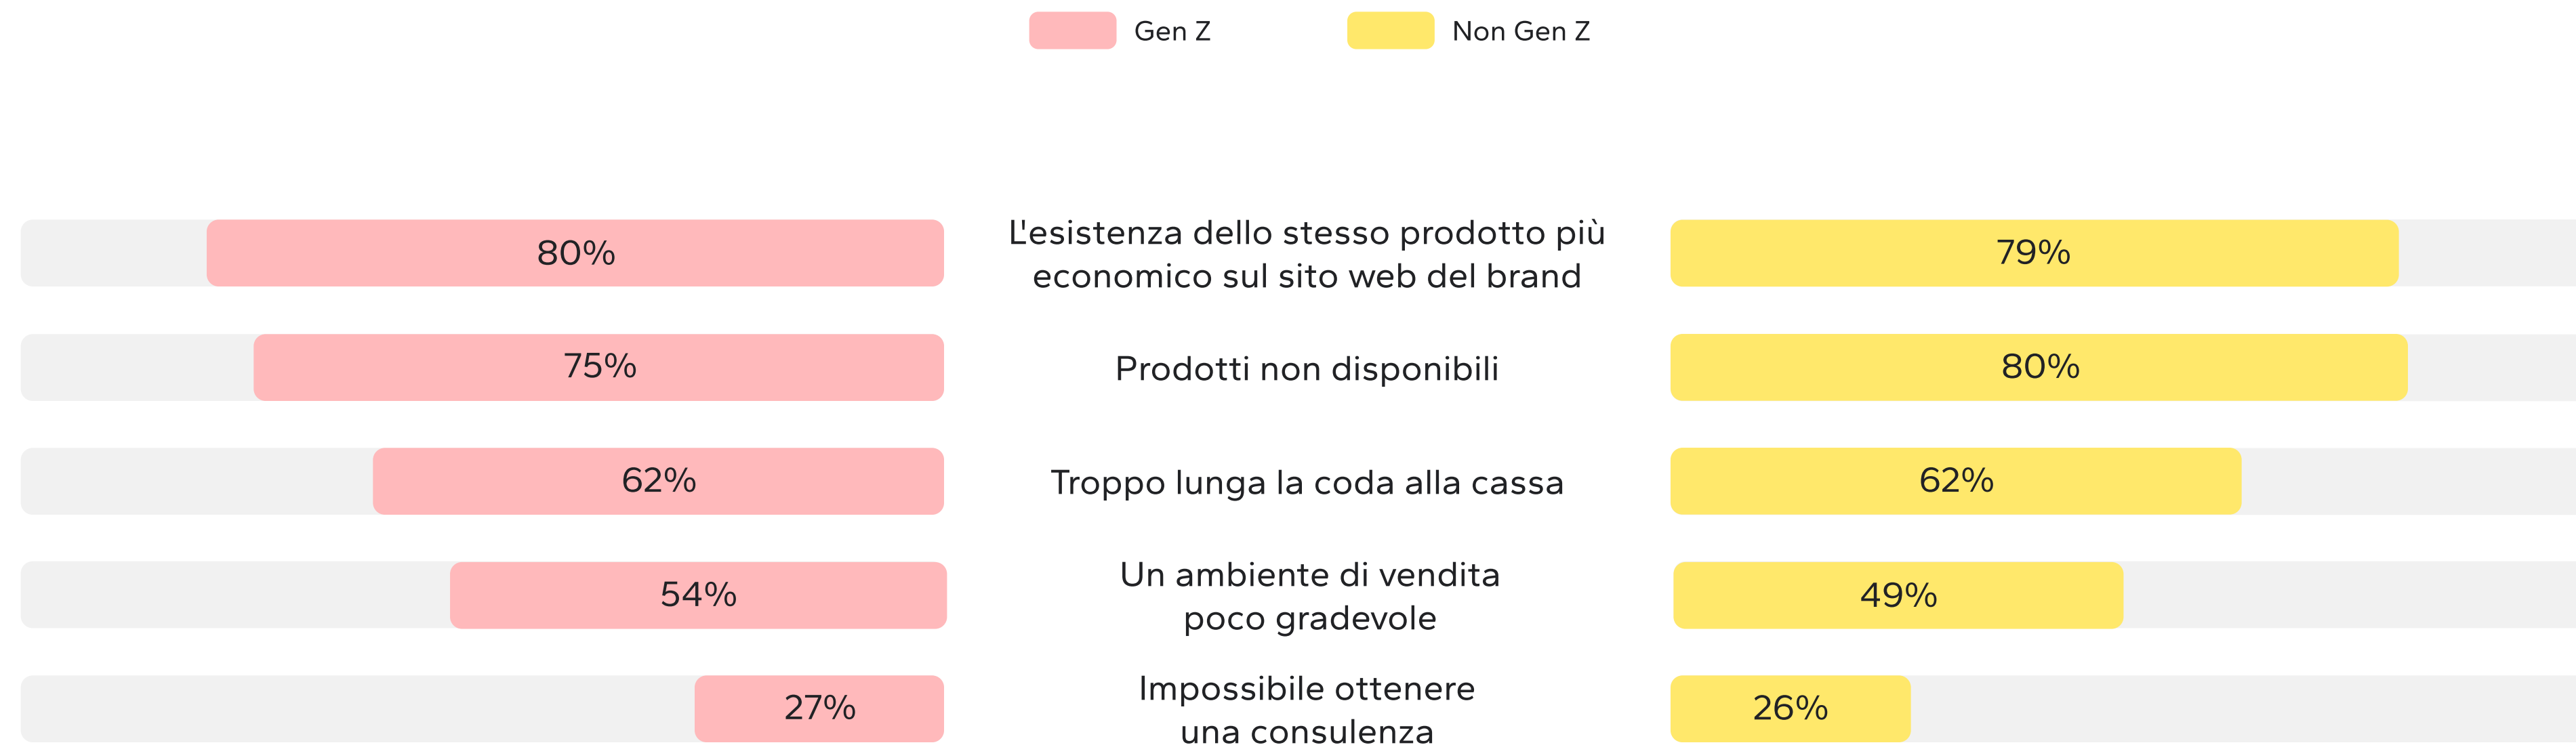 Gen Z
Non Gen Z
80%
L'esistenza dello stesso prodotto più
economico sul sito web del brand
79%
75%
Prodotti non disponibili
80%
62%
Troppo lunga la coda alla cassa
62%
54%
Un ambiente di vendita
poco gradevole
49%
27%
Impossibile ottenere
una consulenza
26%